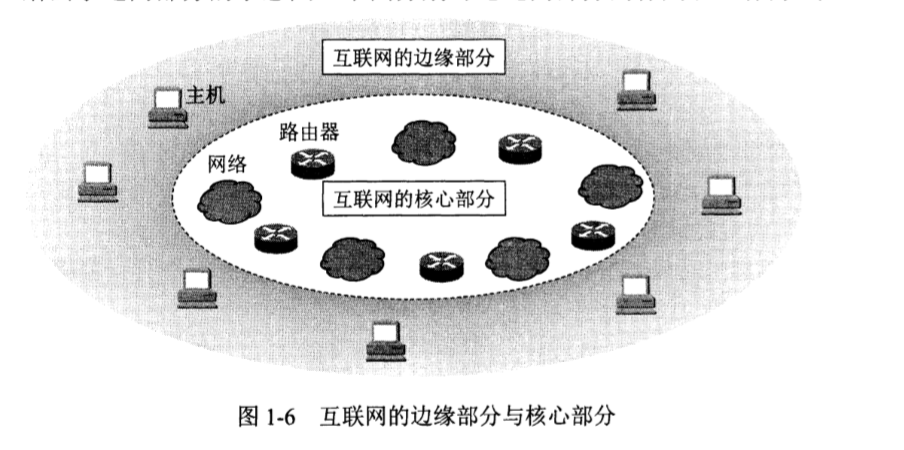 互联网的边缘部分
主机
路由器
网络
互联网的核心部分
图 1-6 互联网的边缘部分与核心部分